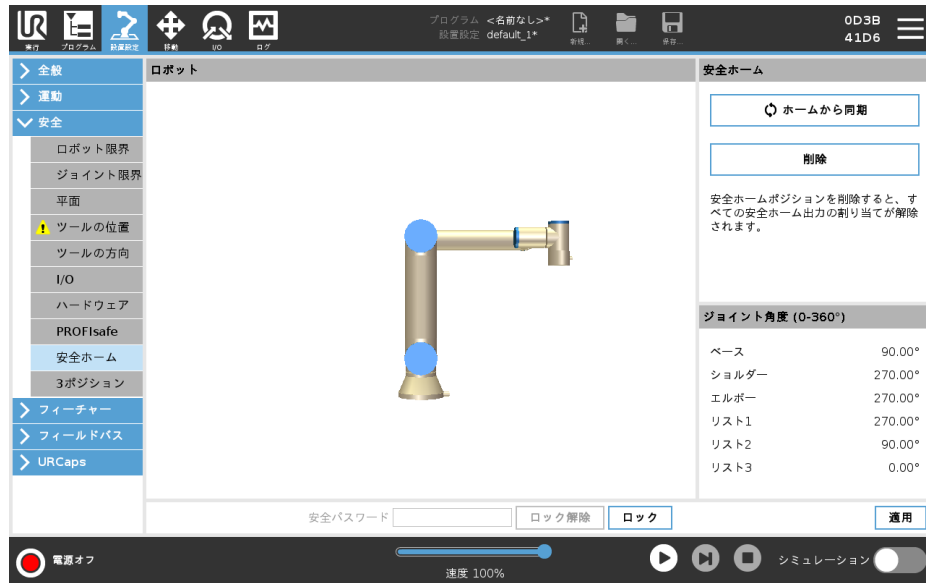 プログラム <名前なし>*
設置設定 default_1*
0D3B
41D6
実行
プログラム
設置設定
移動
I/O
ログ
新規...
開く...
保存...
全般
運動
安全
ロボット限界
ジョイント限界
平面
ツールの位置
ツールの方向
I/O
ハードウェア
PROFIsafe
安全ホーム
3ポジション
フィーチャー
フィールドバス
URCaps
ロボット
安全パスワード
ロック解除
ロック
安全ホーム
ホームから同期
削除
安全ホームポジションを削除すると、す
べての安全ホーム出力の割り当てが解除
されます。
ジョイント角度 (0-360°)
ベース 90.00°
ショルダー 270.00°
エルボー 270.00°
リスト1 270.00°
リスト2 90.00°
リスト3 0.00°
適用
電源オフ
速度 100%
シミュレーション